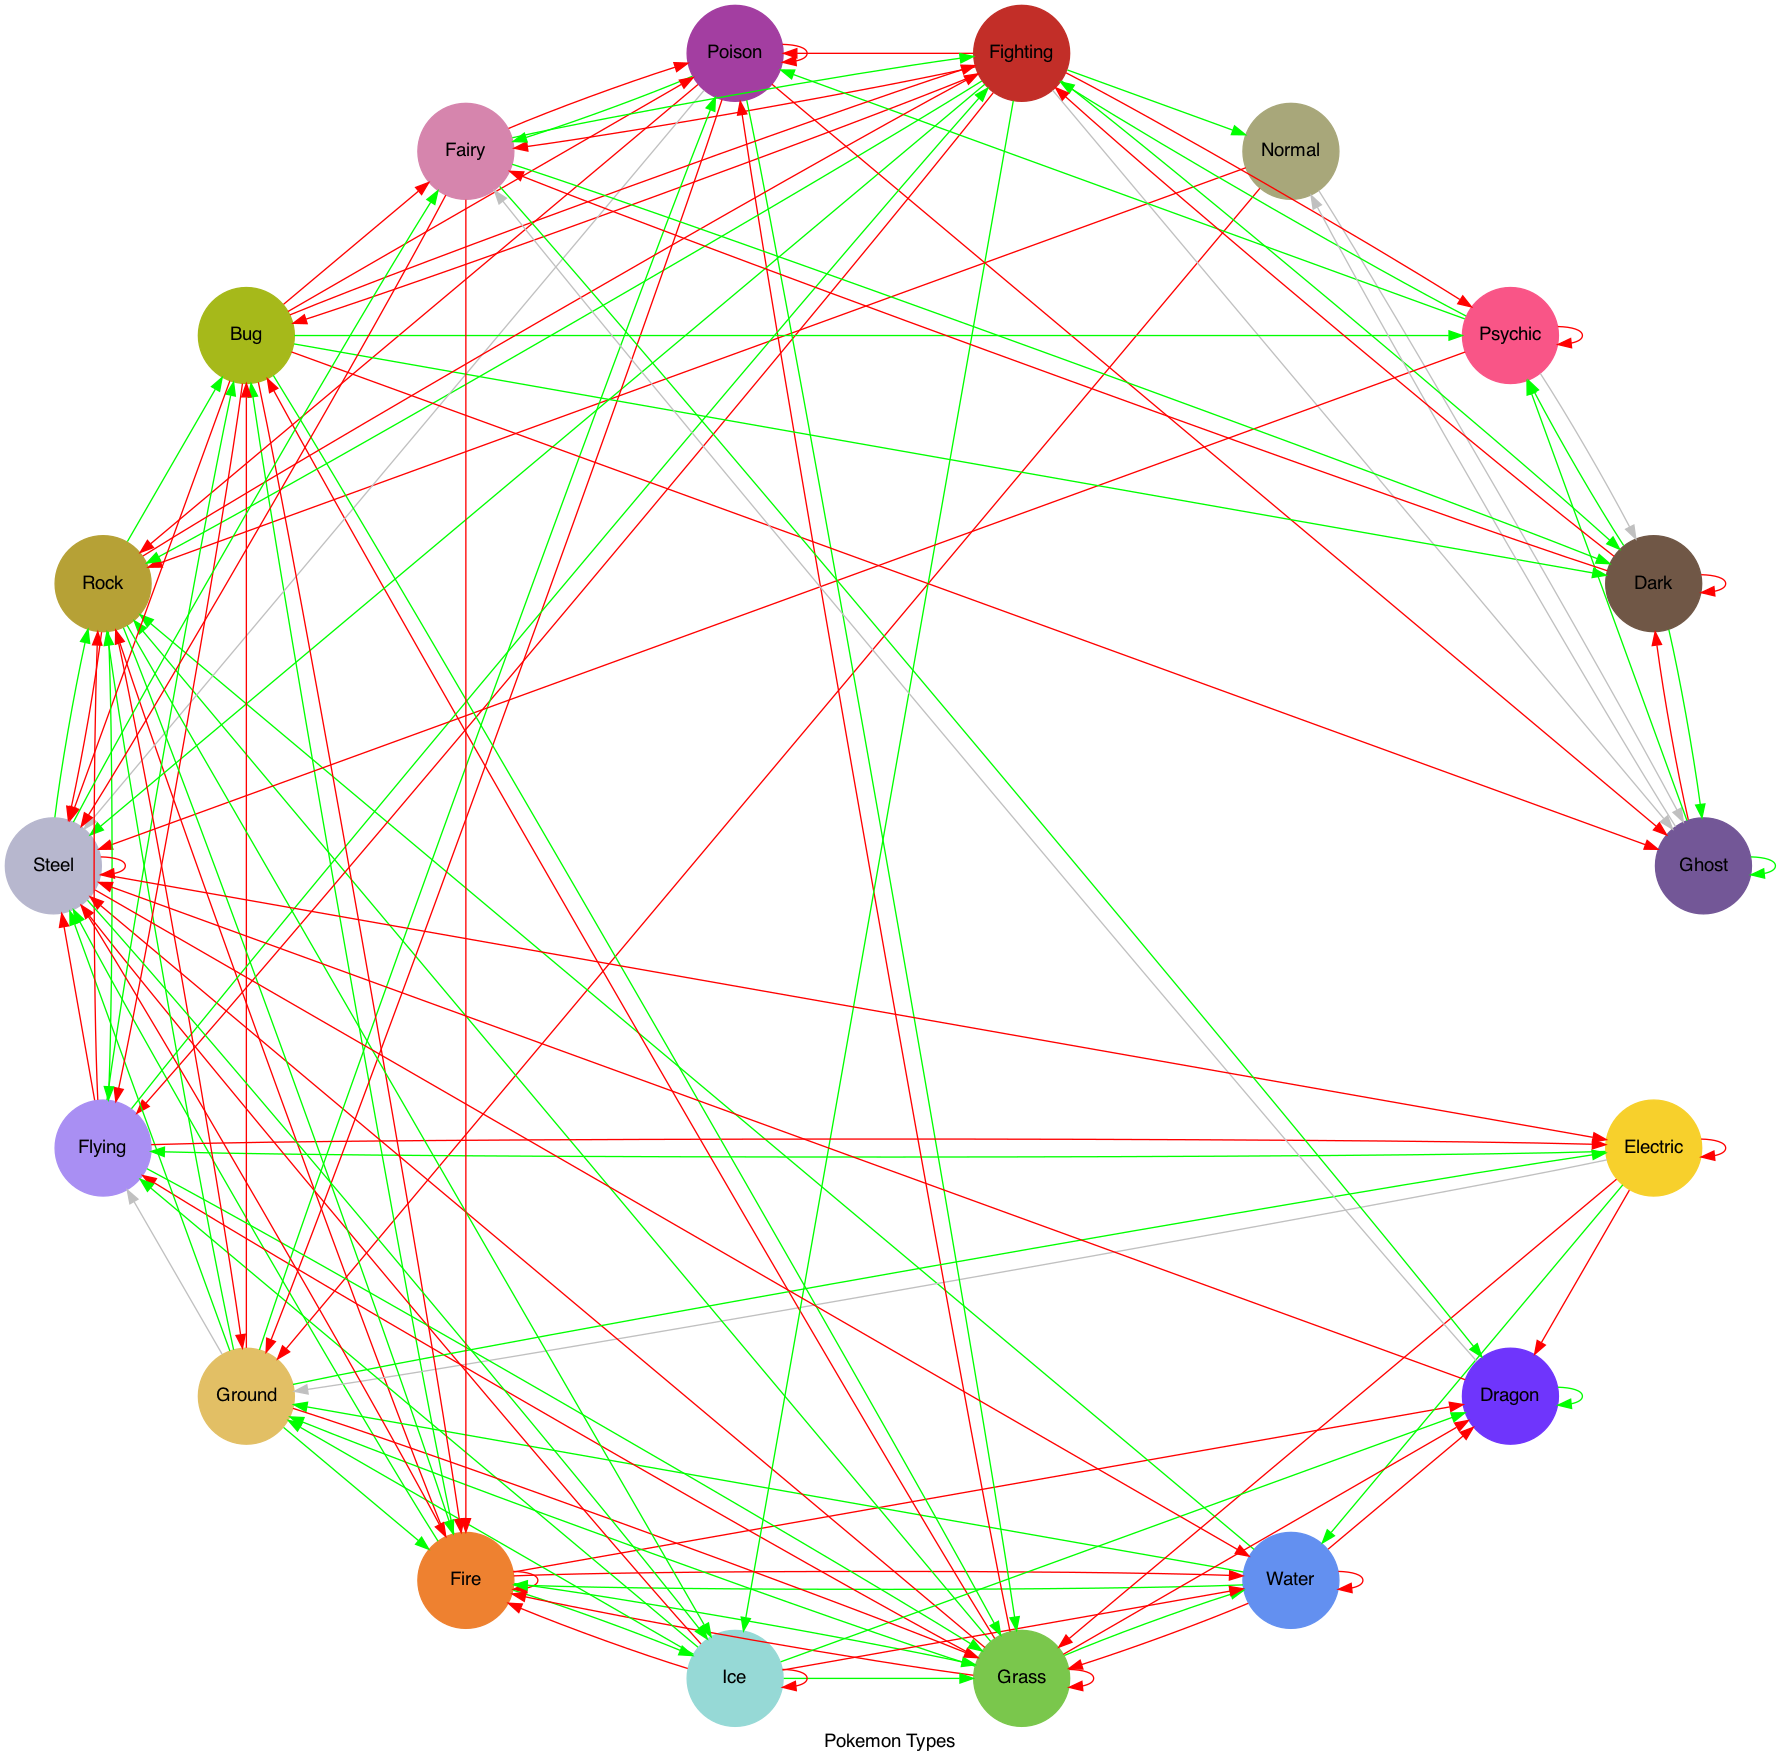 Poison
Fighting
Fairy
Normal
Bug
Psychic
Rock
Dark
Steel
Ghost
Flying
Electric
Ground
Dragon
Fire
Water
Ice
Grass
Pokemon Types